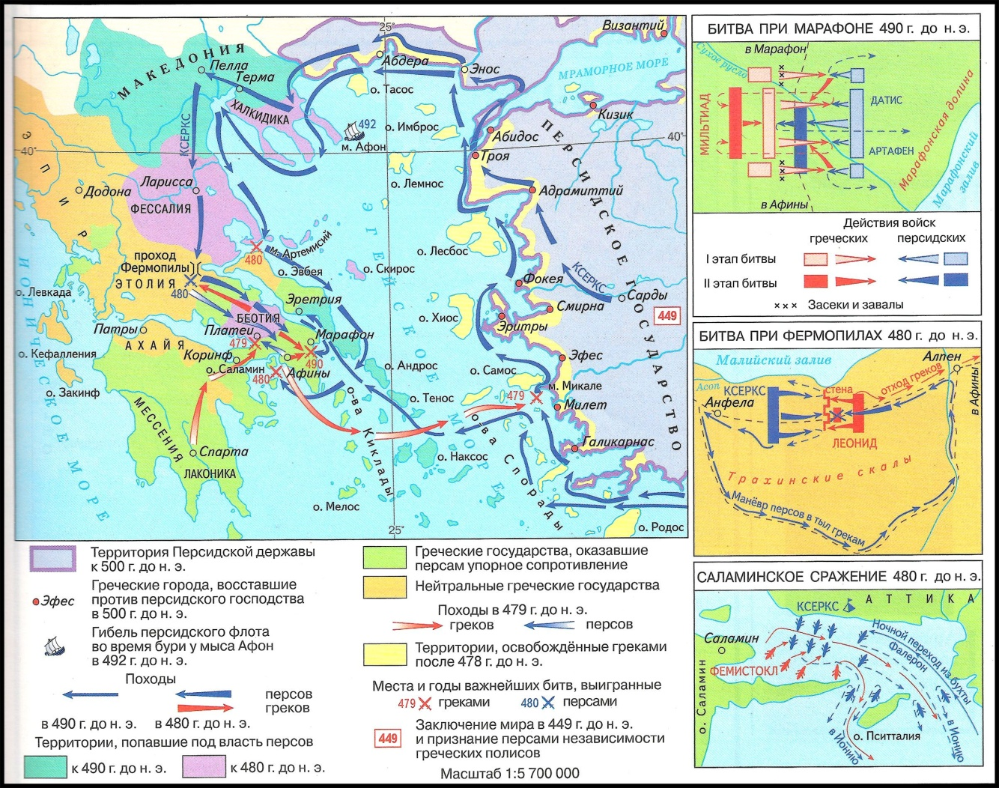 25°
Византий
МАКЕДОНИЯ
Пелла
Терма
Абдера
Энос
МРАМОРНОЕ МОРЕ
о. Тасос
ХАЛКИДИКА
КСЕРКС
492
м. Афон
о. Имброс
Кизик
Абидос
40°
40°
Троя
ЭПИР
Додона
Ларисса
ФЕССАЛИЯ
о. Лемнос
Адрамиттий
ПЕРСИДСКОЕ ГОСУДАРСТВО
ЭГЕЙСКОЕ МОРЕ
ИОНИЧЕСКОЕ МОРЕ
проход
Фермопилы
480
м. Артемисий
о. Лесбос
о. Эвбея
о. Скирос
ЭТОЛИЯ
480
о. Левкада
Фокея
КСЕРКС
Сарды
Эретрия
Смирна
449
БЕОТИЯ
о. Хиос
Эритры
Патры
Платеи
479
Марафон
АХАЙЯ
о. Кефалления
Коринф
490
Эфес
о. Саламин
480
Афины
о. Андрос
о. Самос
о. Закинф
м. Микале
479
о. Тенос
Милет
МЕССЕНИЯ
о-ва Киклады
о-ва Спорады
Галикарнас
Спарта
о. Наксос
ЛАКОНИКА
о. Мелос
о. Родос
25°
Территория Персидской державы
к 500 г. до н. э.
Эфес
Греческие города, восставшие
против персидского господства
в 500 г. до н. э.
Гибель персидского флота
во время бури у мыса Афон
в 492 г. до н. э.
Походы
персов
греков
в 490 г. до н. э.
в 480 г. до н. э.
Территории, попавшие под власть персов
к 490 г. до н. э.
к 480 г. до н. э.
Греческие государства, оказавшие
персам упорное сопротивление
Нейтральные греческие государства
Походы в 479 г. до н. э.
греков
персов
Территории, освобождённые греками
после 478 г. до н. э.
Места и годы важнейших битв, выигранные
479 греками
480 персами
449
Заключение мира в 449 г. до н. э.
и признание персами независимости
греческих полисов
Масштаб 1:5 700 000
БИТВА ПРИ МАРАФОНЕ 490 г. до н. э.
Сухое русло
в Марафон
МИЛЬТИАД
ДАТИС
АРТАФЕН
Марафонская долина
Марафонский
залив
в Афины
Действия войск
греческих
персидских
I этап битвы
II этап битвы
××× Засеки и завалы
БИТВА ПРИ ФЕРМОПИЛАХ 480 г. до н. э.
Малийский залив
Алпен
Асоп
КСЕРКС
стена
отход греков
в Афины
Анфела
ЛЕОНИД
Трахинские скалы
Манёвр персов в тыл грекам
САЛАМИНСКОЕ СРАЖЕНИЕ 480 г. до н. э.
КСЕРКС
АТТИКА
Саламин
Ночной переход из бухты
Фалерон
ФЕМИСТОКЛ
о. Саламин
о. Пситталия
в Ионию
в Ионию